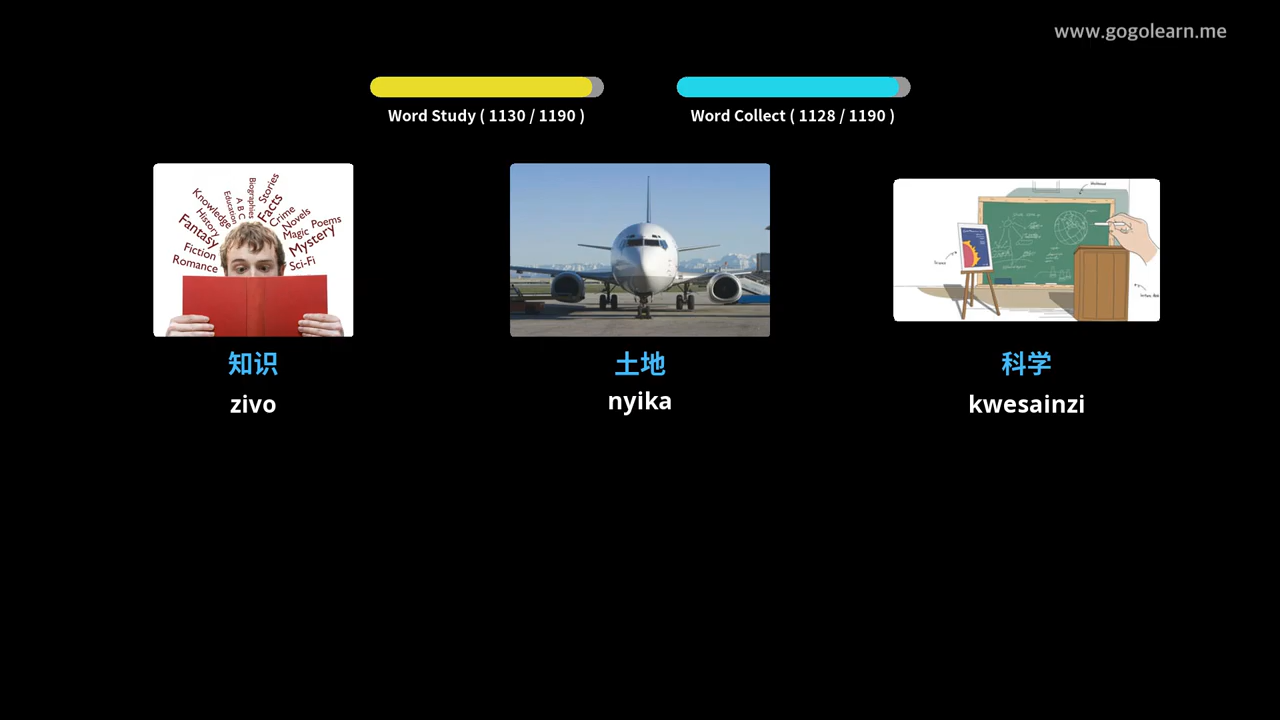 www.gogolearn.me
Word Study ( 1130 / 1190 )
Word Collect ( 1128 / 1190 )
Knowledge
History
Fantasy
Fiction
Romance
Education
A B C
Biographies
Stories
Facts
Crime
Novels
Magic
Poems
Mystery
Sci-Fi
知识
土地
科学
zivo
nyika
kwesainzi